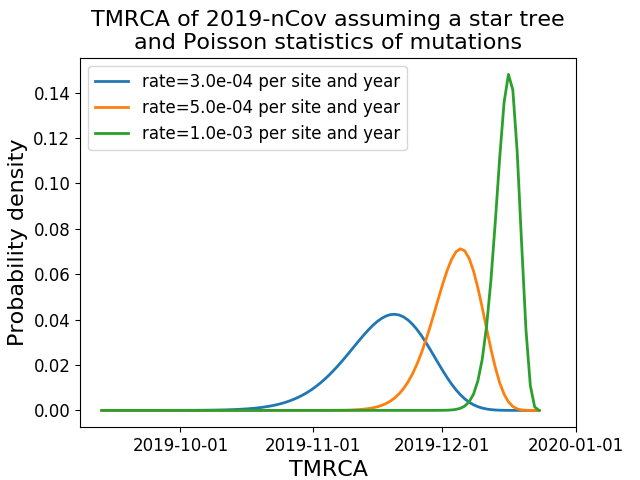 TMRCA of 2019-nCov assuming a star tree
and Poisson statistics of mutations
rate=3.0e-04 per site and year
rate=5.0e-04 per site and year
rate=1.0e-03 per site and year
Probability density
0.14
0.12
0.10
0.08
0.06
0.04
0.02
0.00
2019-10-01 2019-11-01 2019-12-01 2020-01-01
TMRCA